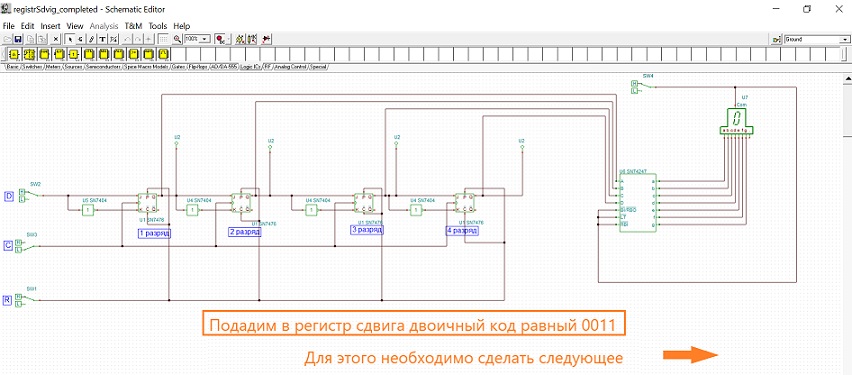 registrSdvig_completed - Schematic Editor
File Edit Insert View Analysis T&M Tools Help
100%
Ground
Basic Switches Meters Sources Semiconductors Spice Macro Models Gates Flip-flops AD/DA-555 Logic ICs RF Analog Control Special
SW4
U7
Com
a b c d e f g
U2 U2 U2 U2
U6 SN74247
SW2
D
U5 SN7404 U4 SN7404 U4 SN7404 U4 SN7404
1 1 1 1
U1 SN7476 U1 SN7476 U1 SN7476 U1 SN7476
1 разряд 2 разряд 3 разряд 4 разряд
SW3
C
SW1
R
Подадим в регистр сдвига двоичный код равный 0011
Для этого необходимо сделать следующее